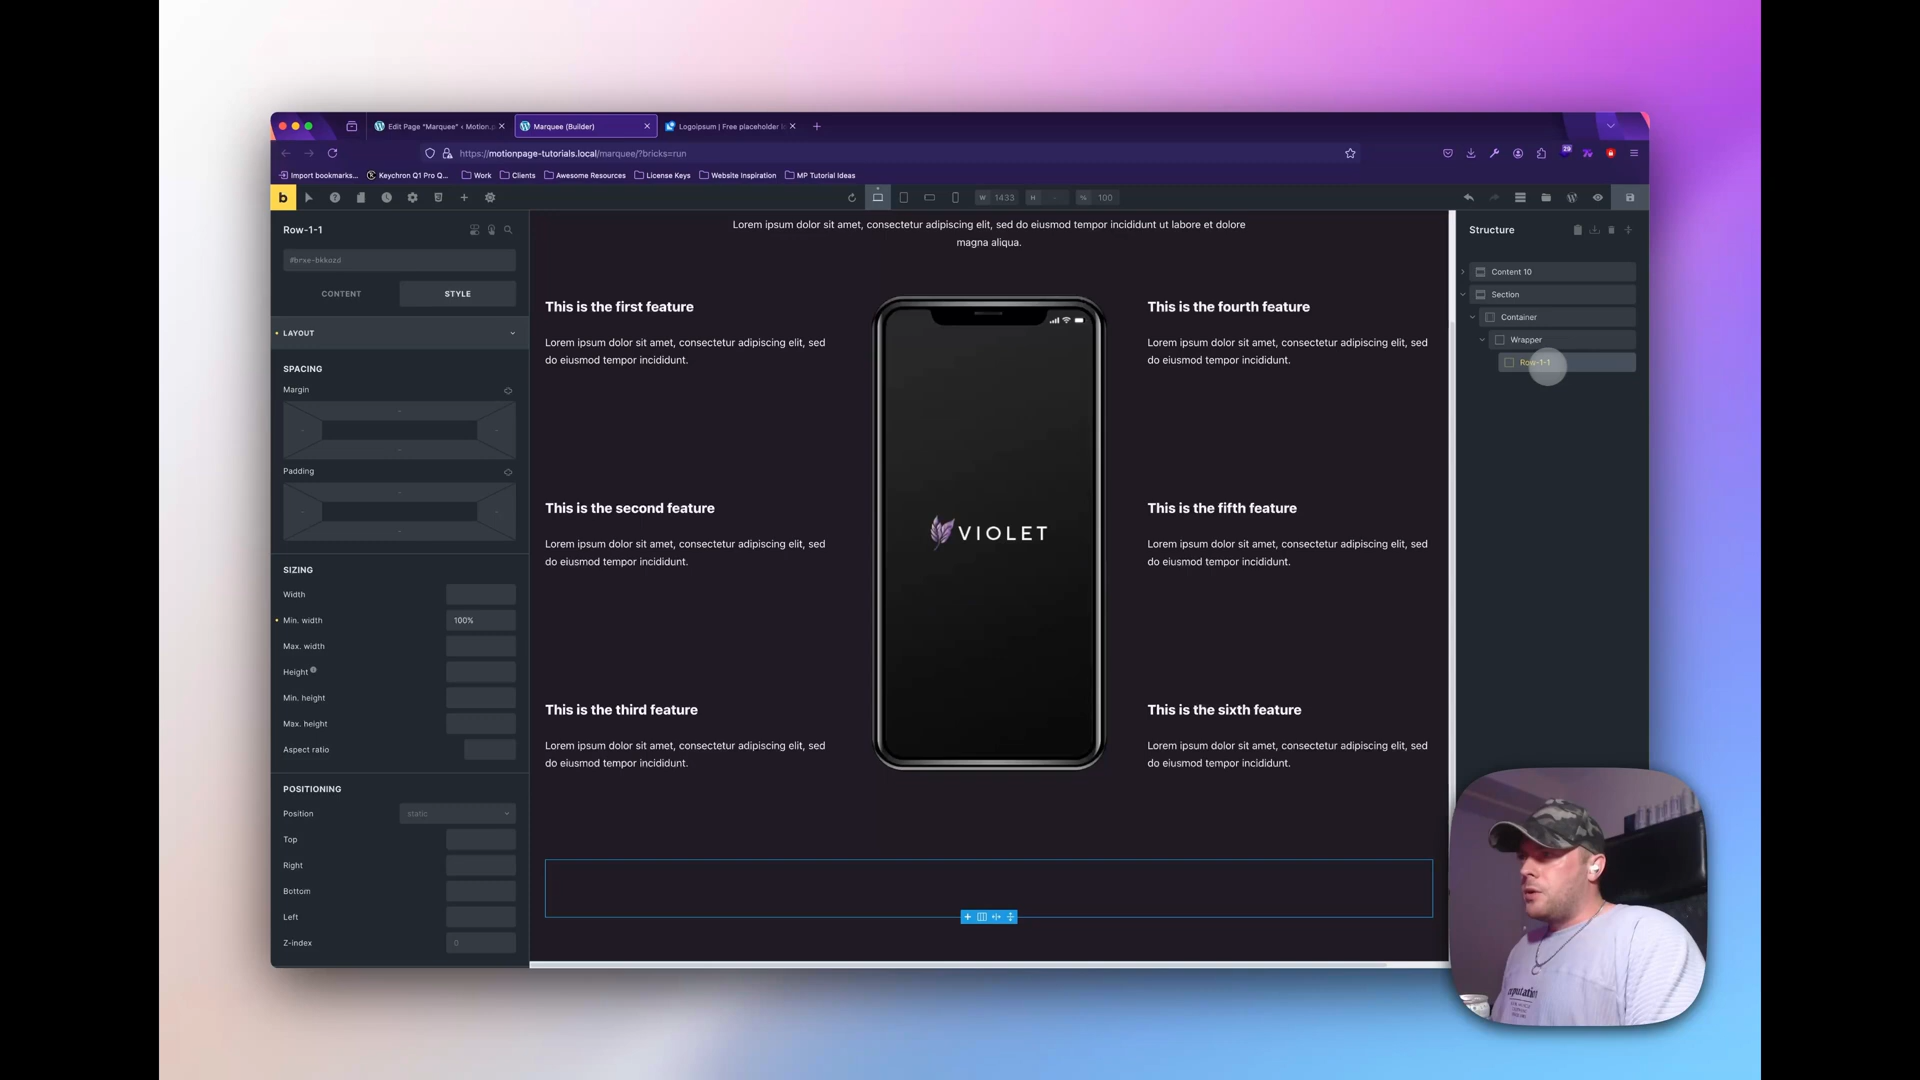 Edit Page "Marquee" ‹ Motion.p
Marquee (Builder)
Logoipsum | Free placeholder l
https://motionpage-tutorials.local/marquee/?bricks=run
29
Import bookmarks...
Keychron Q1 Pro Q...
Work
Clients
Awesome Resources
License Keys
Website Inspiration
MP Tutorial Ideas
b
W 1433
H -
% 100
Row-1-1
#brxe-bkkozd
CONTENT
STYLE
LAYOUT
SPACING
Margin
Padding
SIZING
Width
Min. width
100%
Max. width
Height
Min. height
Max. height
Aspect ratio
POSITIONING
Position
static
Top
Right
Bottom
Left
Z-index
0
Lorem ipsum dolor sit amet, consectetur adipiscing elit, sed do eiusmod tempor incididunt ut labore et dolore
magna aliqua.
This is the first feature
Lorem ipsum dolor sit amet, consectetur adipiscing elit, sed
do eiusmod tempor incididunt.
This is the second feature
Lorem ipsum dolor sit amet, consectetur adipiscing elit, sed
do eiusmod tempor incididunt.
This is the third feature
Lorem ipsum dolor sit amet, consectetur adipiscing elit, sed
do eiusmod tempor incididunt.
VIOLET
This is the fourth feature
Lorem ipsum dolor sit amet, consectetur adipiscing elit, sed
do eiusmod tempor incididunt.
This is the fifth feature
Lorem ipsum dolor sit amet, consectetur adipiscing elit, sed
do eiusmod tempor incididunt.
This is the sixth feature
Lorem ipsum dolor sit amet, consectetur adipiscing elit, sed
do eiusmod tempor incididunt.
Structure
Content 10
Section
Container
Wrapper
Row-1-1